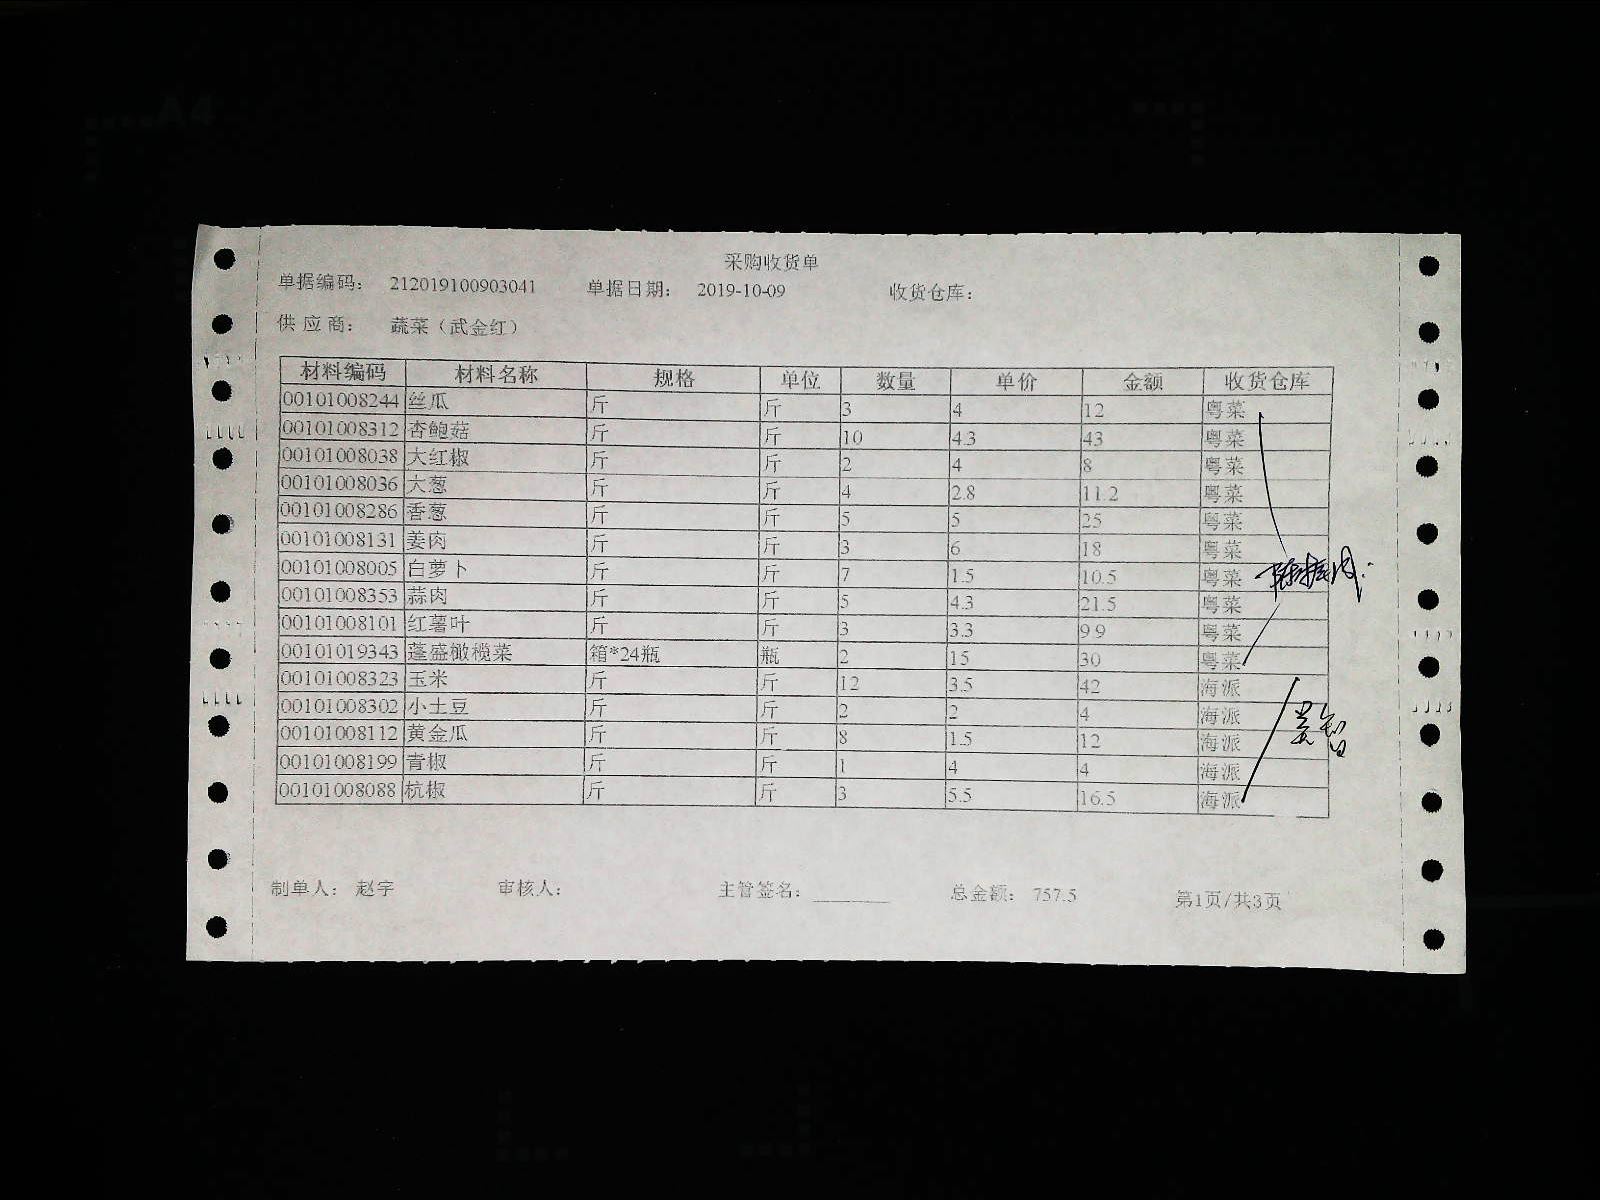 采购收货单
单据编码： 212019100903041 单据日期： 2019-10-09 收货仓库：
供 应 商： 蔬菜（武金红）
材料编码 材料名称 规格 单位 数量 单价 金额 收货仓库
00101008244 丝瓜 斤 斤 3 4 12 粤菜
00101008312 杏鲍菇 斤 斤 10 4.3 43 粤菜
00101008038 大红椒 斤 斤 2 4 8 粤菜
00101008036 大葱 斤 斤 4 2.8 11.2 粤菜
00101008286 香葱 斤 斤 5 5 25 粤菜
00101008131 姜肉 斤 斤 3 6 18 粤菜
00101008005 白萝卜 斤 斤 7 1.5 10.5 粤菜
00101008353 蒜肉 斤 斤 5 4.3 21.5 粤菜
00101008101 红薯叶 斤 斤 3 3.3 9.9 粤菜
00101019343 蓬盛橄榄菜 箱*24瓶 瓶 2 15 30 粤菜
00101008323 玉米 斤 斤 12 3.5 42 海派
00101008302 小土豆 斤 斤 2 2 4 海派
00101008112 黄金瓜 斤 斤 8 1.5 12 海派
00101008199 青椒 斤 斤 1 4 4 海派
00101008088 杭椒 斤 斤 3 5.5 16.5 海派
制单人： 赵宇 审核人： 主管签名： 总金额： 757.5 第1页/共3页